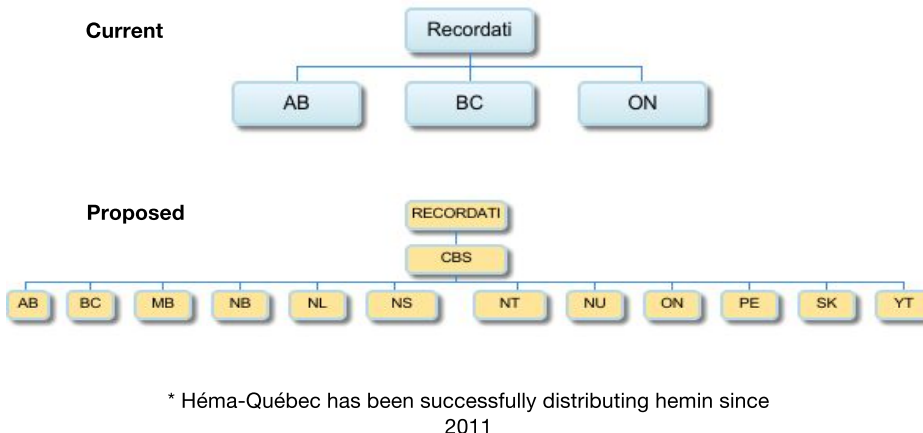 Current
Recordati
AB BC ON
Proposed
RECORDATI
CBS
AB BC MB NB NL NS NT NU ON PE SK YT
* Héma-Québec has been successfully distributing hemin since
2011